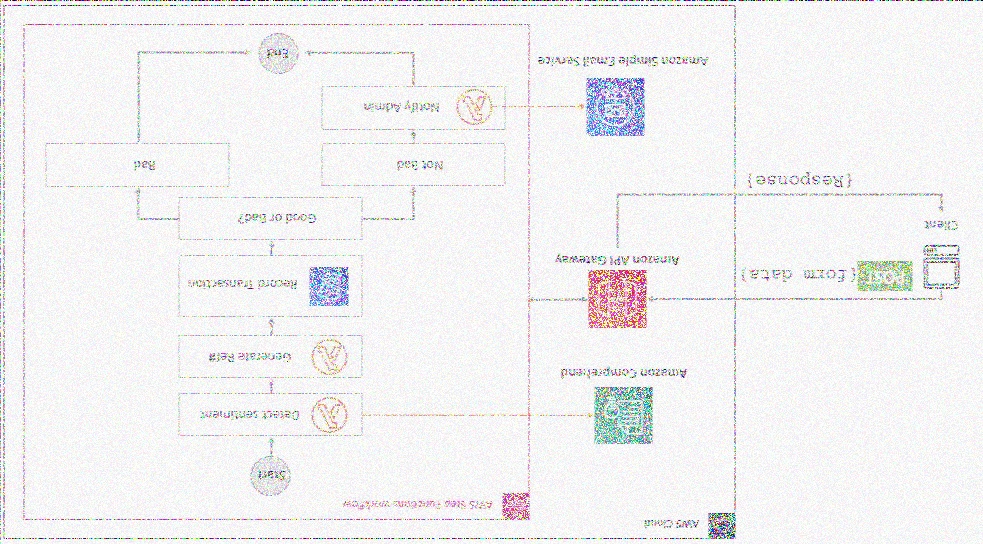 AWS Cloud
AWS Step Functions workflow
Start
Amazon Comprehend
Detect sentiment
Generate Ref#
Client
POST
{form data}
Amazon API Gateway
Record Transaction
{Response}
Good or Bad?
Not Bad
Bad
Amazon Simple Email Service
Notify Admin
End